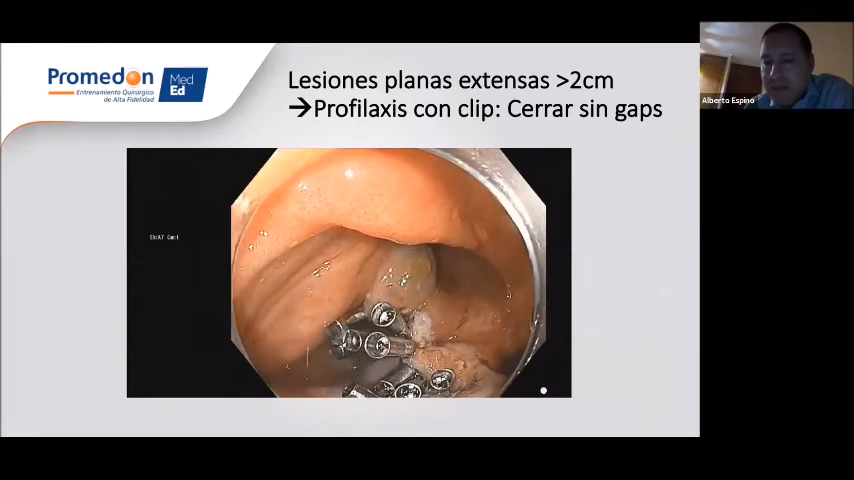 Promedon
Med
Ed
Entrenamiento Quirúrgico
de Alta Fidelidad
Lesiones planas extensas >2cm
→Profilaxis con clip: Cerrar sin gaps
Alberto Espino